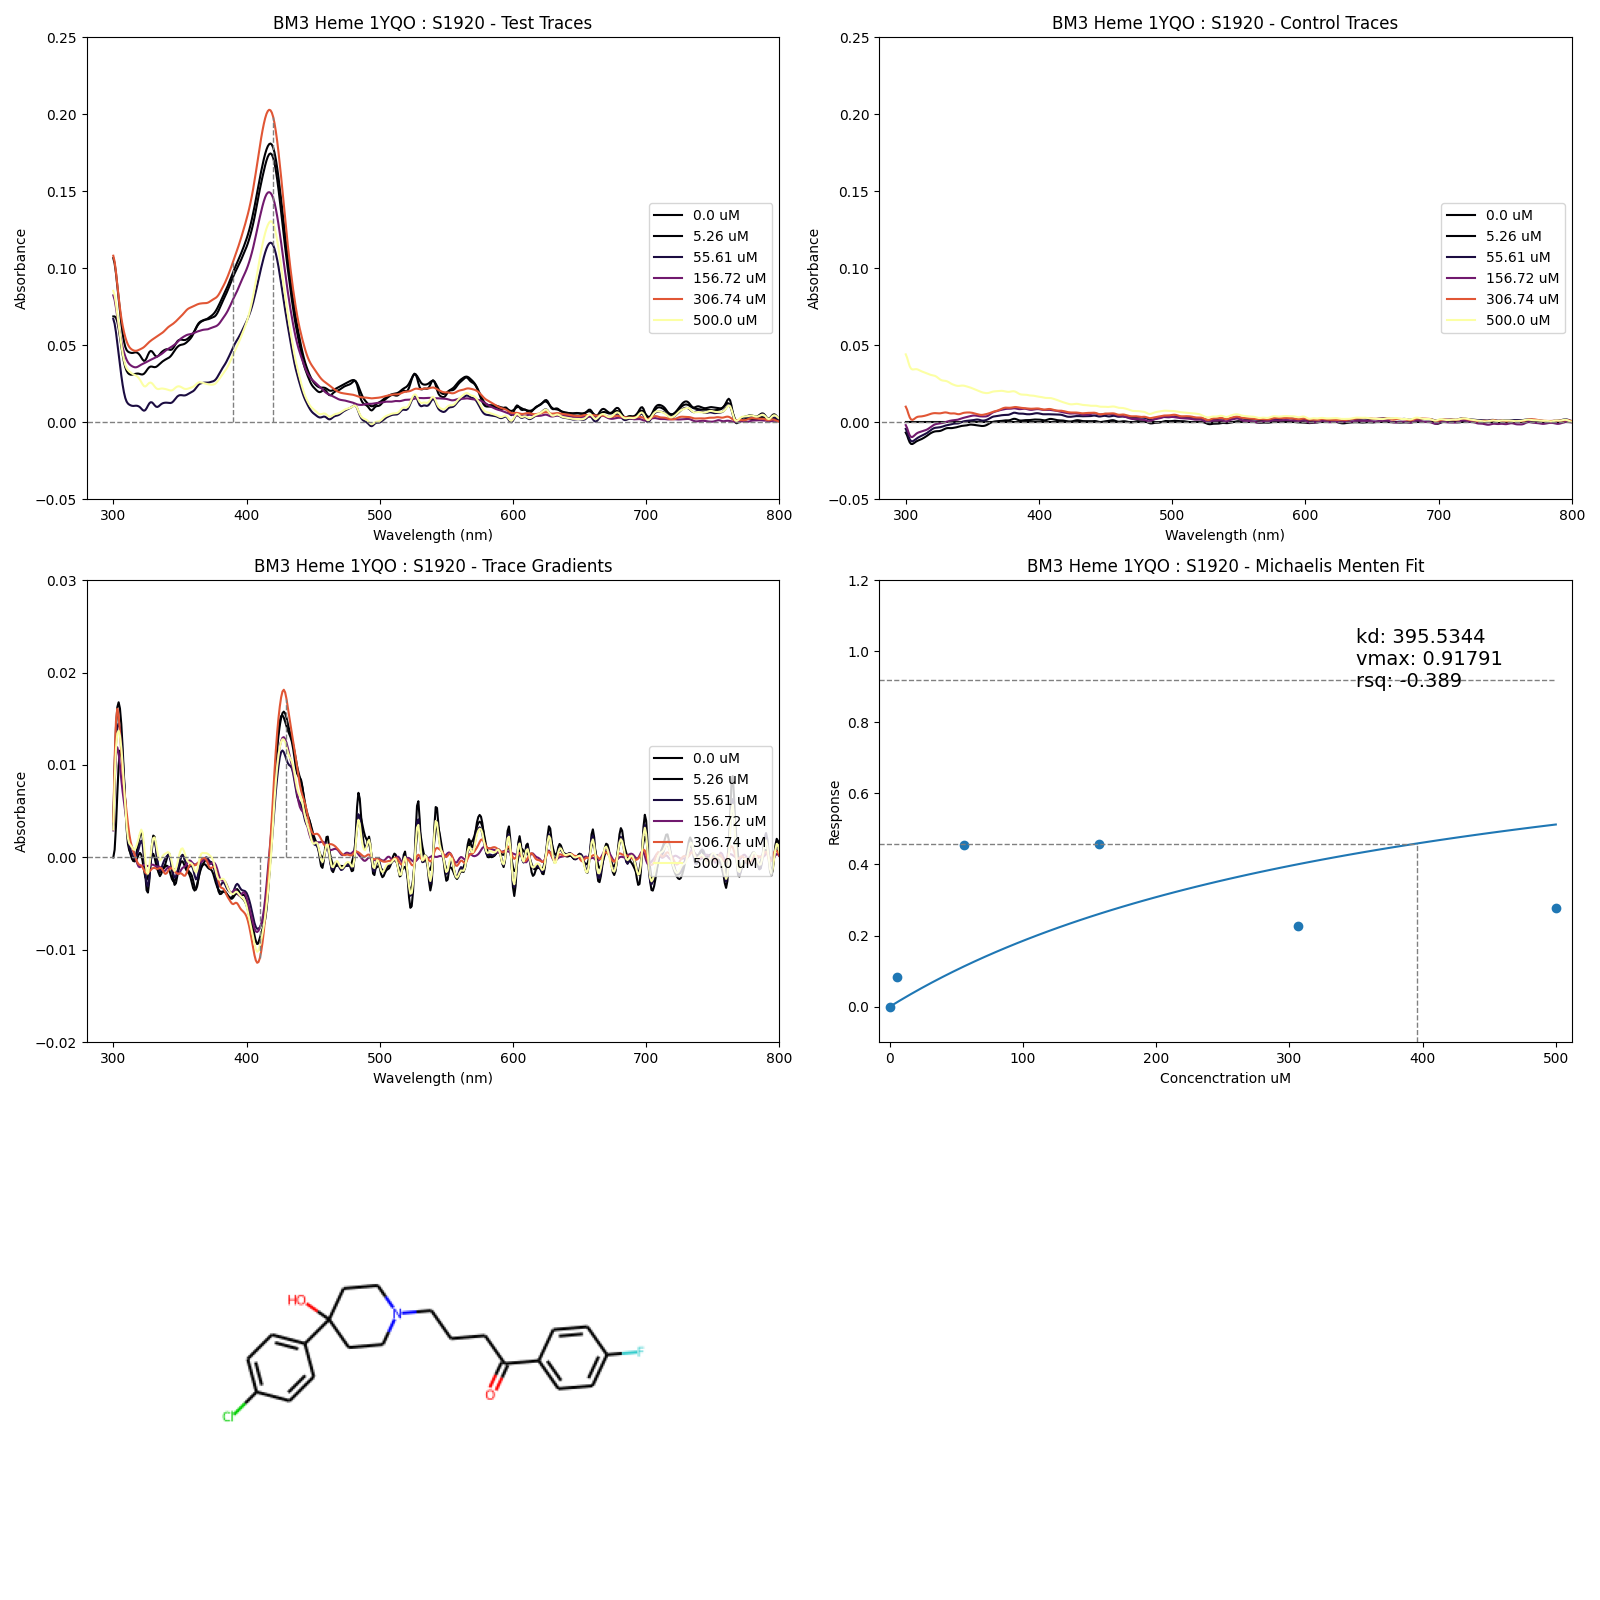 BM3 Heme 1YQO : S1920 - Test Traces
0.25
0.20
0.15
0.10
0.05
0.00
−0.05
Absorbance
300 400 500 600 700 800
Wavelength (nm)
0.0 uM
5.26 uM
55.61 uM
156.72 uM
306.74 uM
500.0 uM
BM3 Heme 1YQO : S1920 - Control Traces
0.25
0.20
0.15
0.10
0.05
0.00
−0.05
Absorbance
300 400 500 600 700 800
Wavelength (nm)
0.0 uM
5.26 uM
55.61 uM
156.72 uM
306.74 uM
500.0 uM
BM3 Heme 1YQO : S1920 - Trace Gradients
0.03
0.02
0.01
0.00
−0.01
−0.02
Absorbance
300 400 500 600 700 800
Wavelength (nm)
0.0 uM
5.26 uM
55.61 uM
156.72 uM
306.74 uM
500.0 uM
BM3 Heme 1YQO : S1920 - Michaelis Menten Fit
1.2
1.0
0.8
0.6
0.4
0.2
0.0
Response
0 100 200 300 400 500
Concenctration uM
kd: 395.5344
vmax: 0.91791
rsq: -0.389
HO
N
F
O
Cl